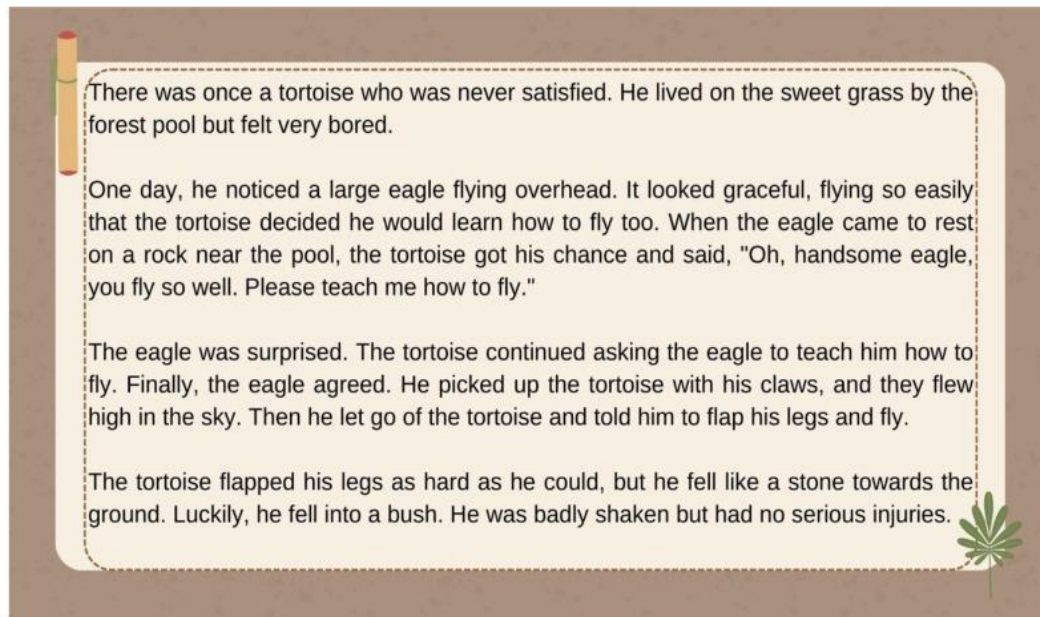 There was once a tortoise who was never satisfied. He lived on the sweet grass by the
forest pool but felt very bored.
One day, he noticed a large eagle flying overhead. It looked graceful, flying so easily
that the tortoise decided he would learn how to fly too. When the eagle came to rest
on a rock near the pool, the tortoise got his chance and said, "Oh, handsome eagle,
you fly so well. Please teach me how to fly."
The eagle was surprised. The tortoise continued asking the eagle to teach him how to
fly. Finally, the eagle agreed. He picked up the tortoise with his claws, and they flew
high in the sky. Then he let go of the tortoise and told him to flap his legs and fly.
The tortoise flapped his legs as hard as he could, but he fell like a stone towards the
ground. Luckily, he fell into a bush. He was badly shaken but had no serious injuries.